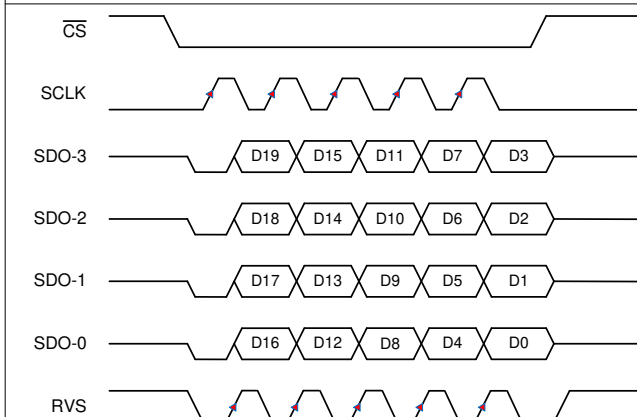 CS
SCLK
SDO-3 D19 D15 D11 D7 D3
SDO-2 D18 D14 D10 D6 D2
SDO-1 D17 D13 D9 D5 D1
SDO-0 D16 D12 D8 D4 D0
RVS